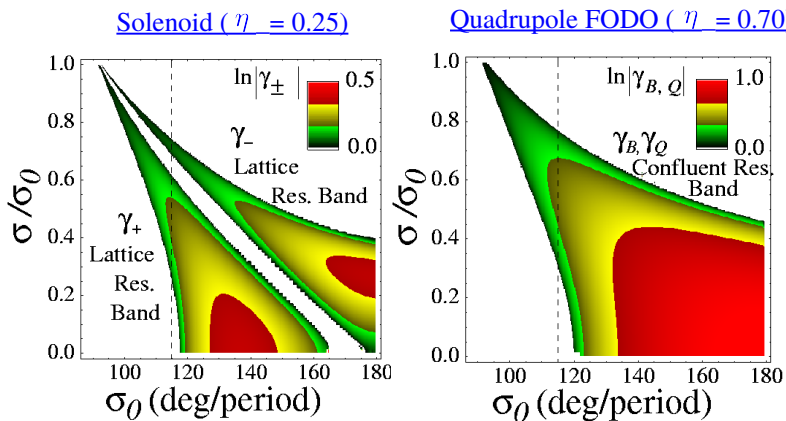 Solenoid ( η = 0.25)
Quadrupole FODO ( η = 0.70
ln|γ± |
0.5
0.0
γ−
Lattice
Res. Band
γ+
Lattice
Res.
Band
σ/σ0
1.0
0.8
0.6
0.4
0.2
0.0
100 120 140 160 180
σ0 (deg/period)
ln|γB, Q|
1.0
0.0
γB, γQ
Confluent Res.
Band
σ/σ0
1.0
0.8
0.6
0.4
0.2
0.0
100 120 140 160 180
σ0 (deg/period)